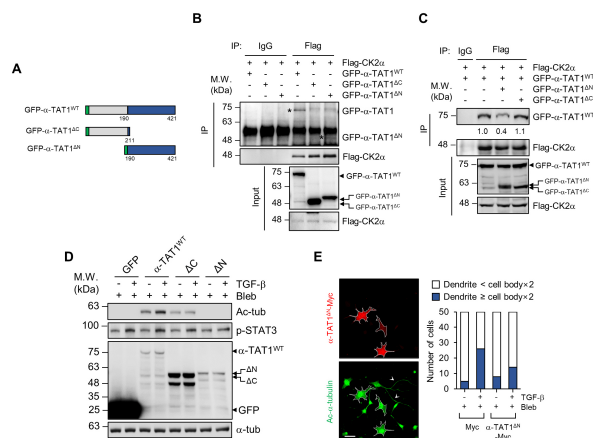 A
GFP-α-TAT1WT
190 421
GFP-α-TAT1ΔC
211
GFP-α-TAT1ΔN
190 421
B
IP: IgG Flag
+ + + + + + Flag-CK2α
+ - - + - - GFP-α-TAT1WT
- + - - + - GFP-α-TAT1ΔC
- - + - - + GFP-α-TAT1ΔN
M.W.
(kDa)
IP
75
63
48
*
*
GFP-α-TAT1
GFP-α-TAT1ΔN
48
Flag-CK2α
Input
75
63
48
GFP-α-TAT1WT
GFP-α-TAT1ΔN
GFP-α-TAT1ΔC
48
Flag-CK2α
C
IP: IgG Flag
+ + + + Flag-CK2α
+ + + + GFP-α-TAT1WT
- - + - GFP-α-TAT1ΔN
- - - + GFP-α-TAT1ΔC
M.W.
(kDa)
IP
75
63
GFP-α-TAT1WT
1.0 0.4 1.1
48
Flag-CK2α
Input
75
63
48
GFP-α-TAT1WT
GFP-α-TAT1ΔN
GFP-α-TAT1ΔC
48
Flag-CK2α
D
GFP α-TAT1WT ΔC ΔN
M.W.
(kDa)
- + - + - + - + TGF-β
+ + + + + + + + Bleb
63
48
Ac-tub
100
75
p-STAT3
75
63
48
35
25
α-TAT1WT
ΔN
ΔC
GFP
63
48
α-tub
E
α-TAT1ΔN-Myc
Ac-α-tubulin
Dendrite < cell body×2
Dendrite ≥ cell body×2
Number of cells
50
40
30
20
10
0
- + - + TGF-β
+ + + + Bleb
Myc α-TAT1ΔN
-Myc